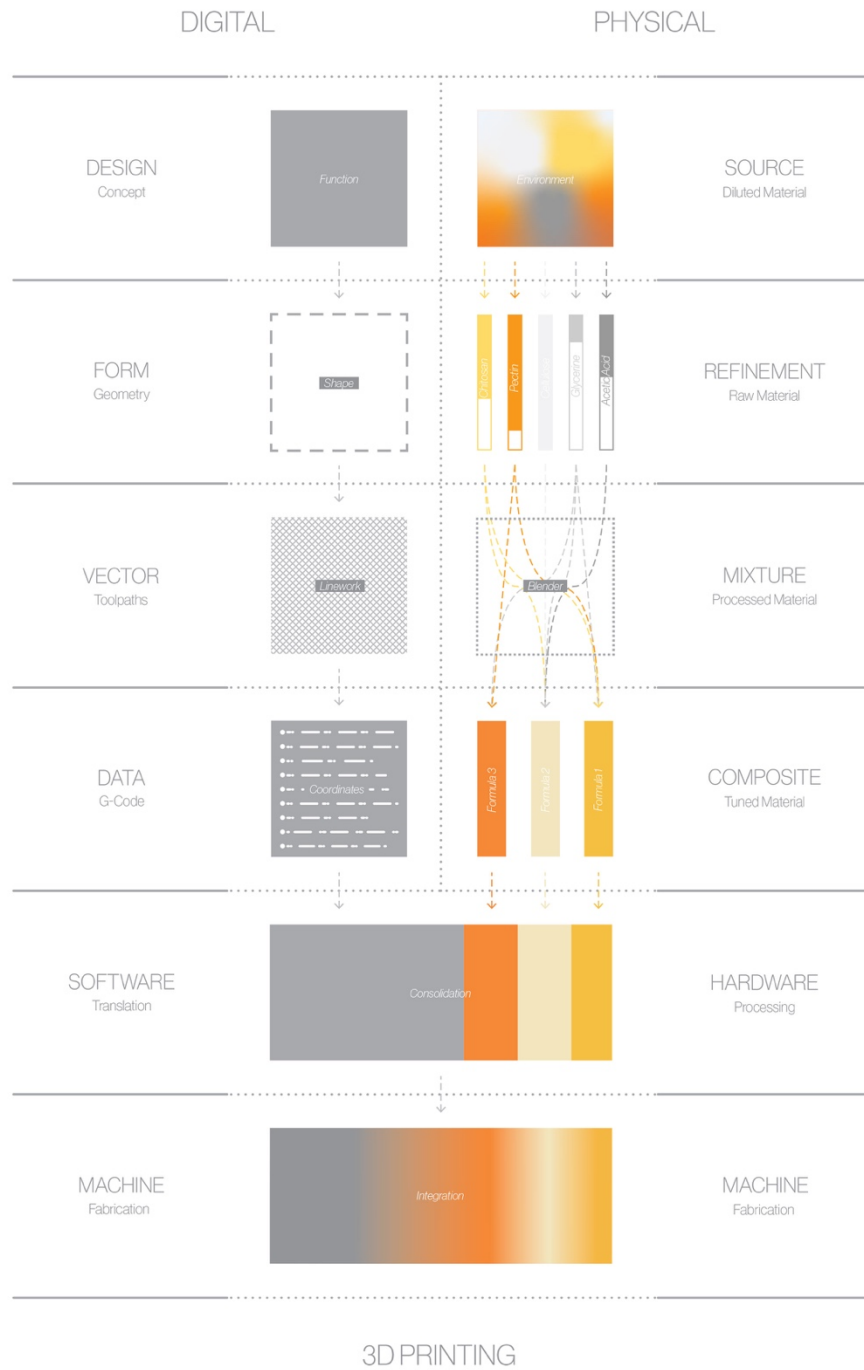 DIGITAL
PHYSICAL
DESIGN
Concept
Function
Environment
SOURCE
Diluted Material
FORM
Geometry
Shape
Chitosan
Pectin
Glycerine
Acetic Acid
REFINEMENT
Raw Material
VECTOR
Toolpaths
Linework
Blender
MIXTURE
Processed Material
DATA
G-Code
Coordinates
Formula 3
Formula 2
Formula 1
COMPOSITE
Tuned Material
SOFTWARE
Translation
Consolidation
HARDWARE
Processing
MACHINE
Fabrication
Integration
MACHINE
Fabrication
3D PRINTING